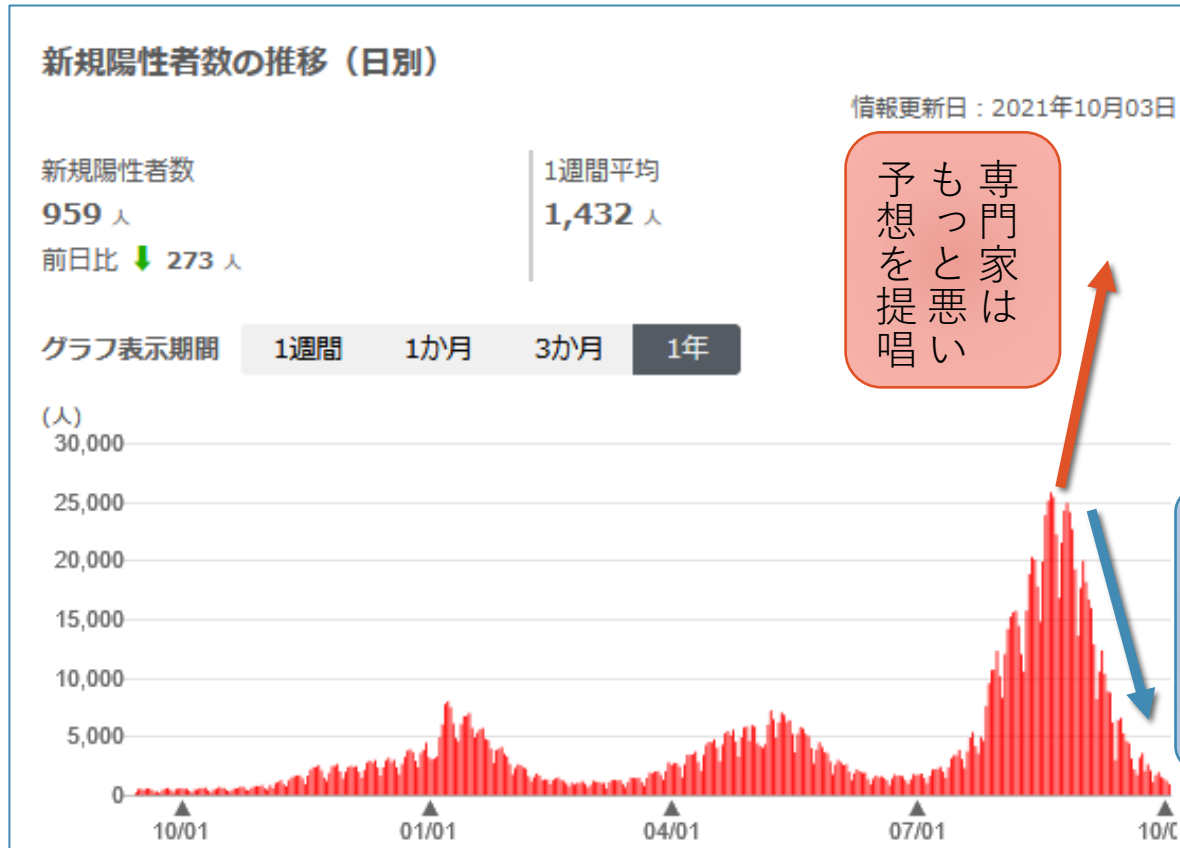 新規陽性者数の推移（日別）
情報更新日：2021年10月03日
新規陽性者数
959 人
前日比 ⬇ 273 人
1週間平均
1,432 人
専門家は
もっと悪い
予想を提唱
グラフ表示期間 1週間 1か月 3か月 1年
(人)
30,000
25,000
20,000
15,000
10,000
5,000
0
10/01 01/01 04/01 07/01